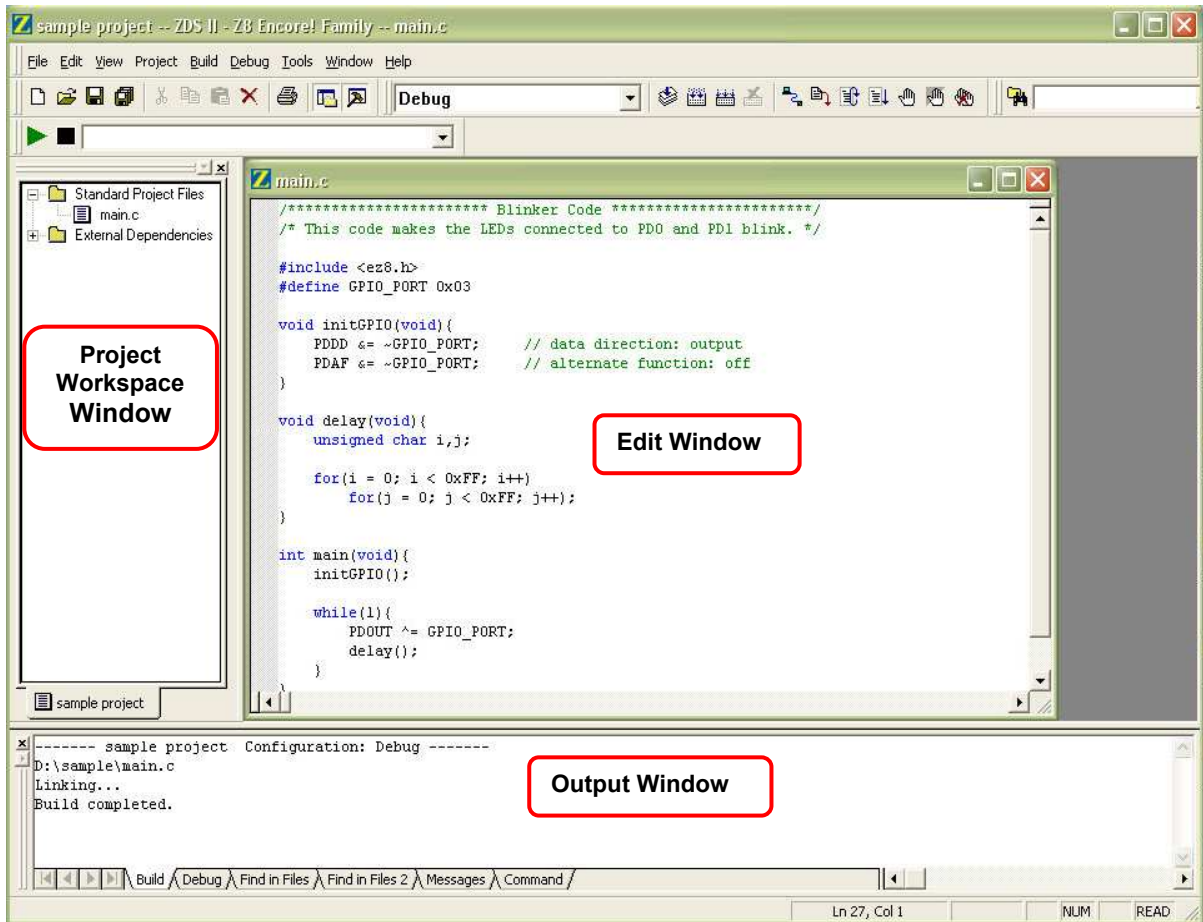 sample project -- ZDS II - Z8 Encore! Family -- main.c
File Edit View Project Build Debug Tools Window Help
Debug
Standard Project Files
main.c
External Dependencies
Project
Workspace
Window
sample project
main.c
/*********************** Blinker Code ***********************/
/* This code makes the LEDs connected to PD0 and PD1 blink. */
#include <ez8.h>
#define GPIO_PORT 0x03
void initGPIO(void){
PDDD &= ~GPIO_PORT; // data direction: output
PDAF &= ~GPIO_PORT; // alternate function: off
}
void delay(void){
unsigned char i,j;
for(i = 0; i < 0xFF; i++)
for(j = 0; j < 0xFF; j++);
}
int main(void){
initGPIO();
while(1){
PDOUT ^= GPIO_PORT;
delay();
}
}
Edit Window
------- sample project Configuration: Debug -------
D:\sample\main.c
Linking...
Build completed.
Output Window
Build Debug Find in Files Find in Files 2 Messages Command
Ln 27, Col 1 NUM READ